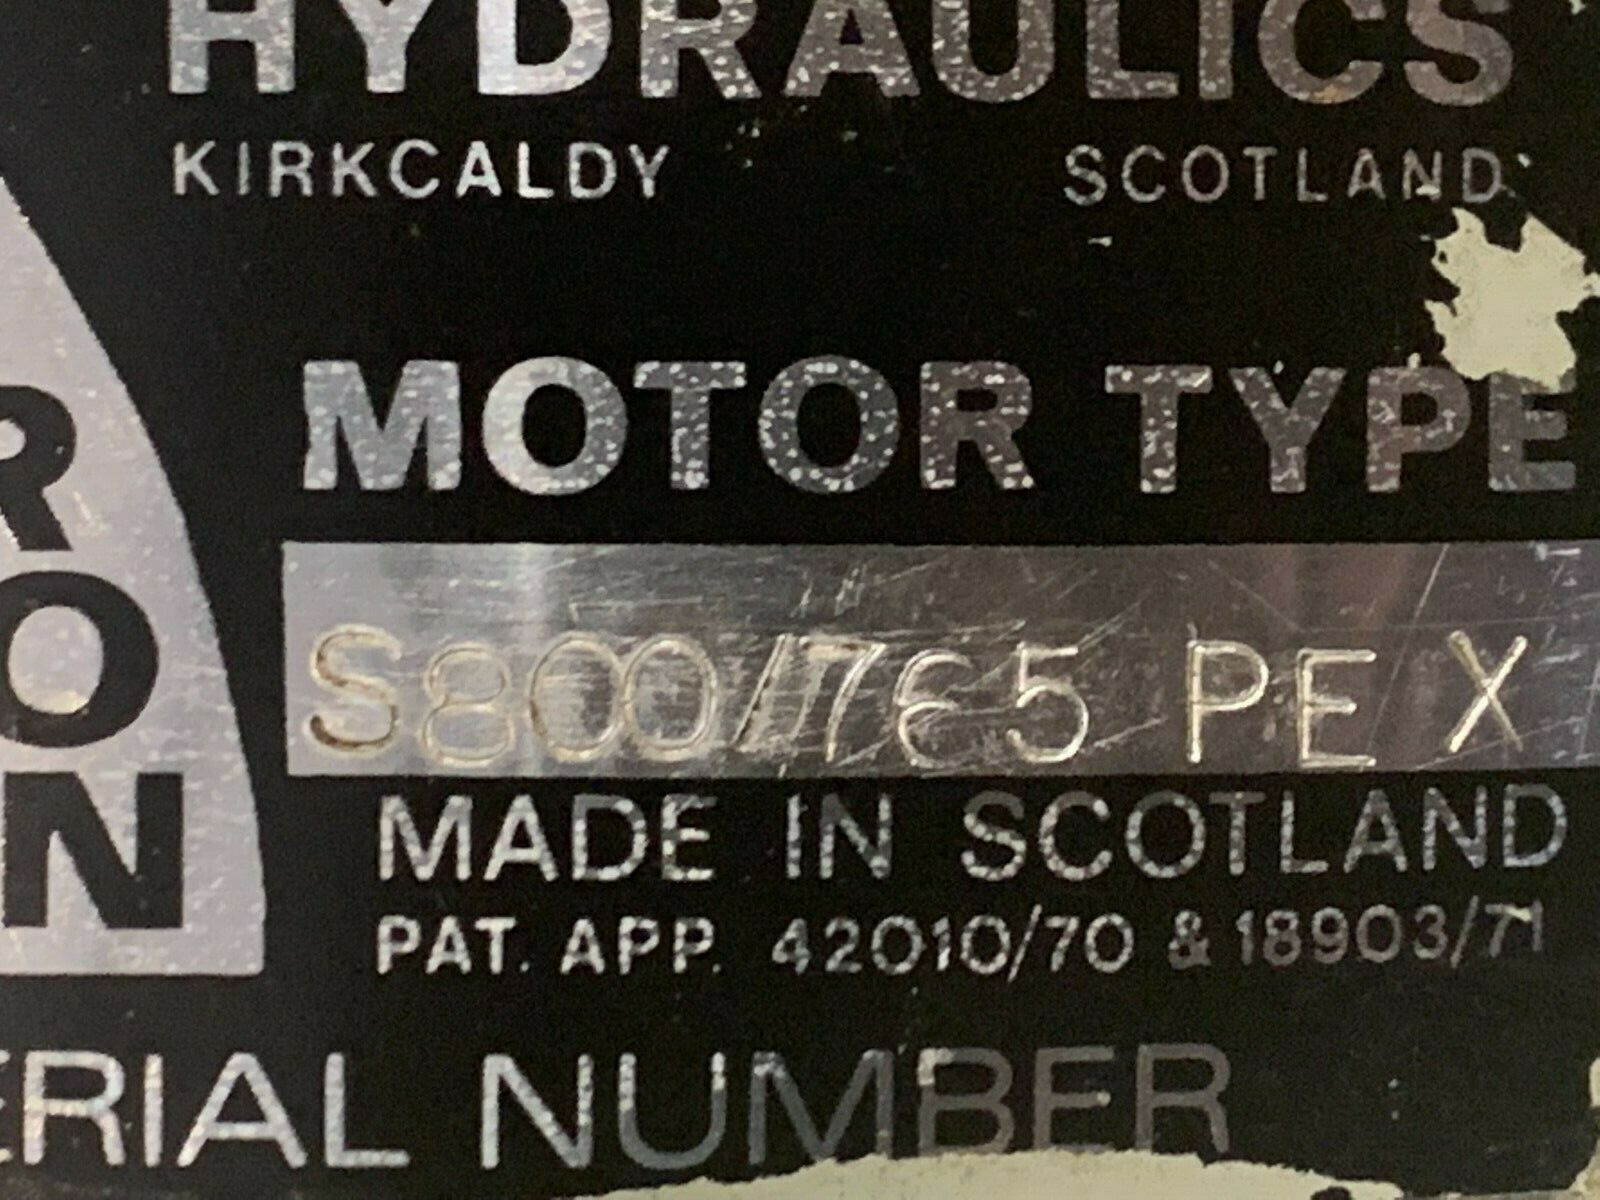 HYDRAULICS
KIRKCALDY SCOTLAND
MOTOR TYPE
S800/765 PE X
MADE IN SCOTLAND
PAT. APP. 42010/70 & 18903/71
ERIAL NUMBER
R
O
N